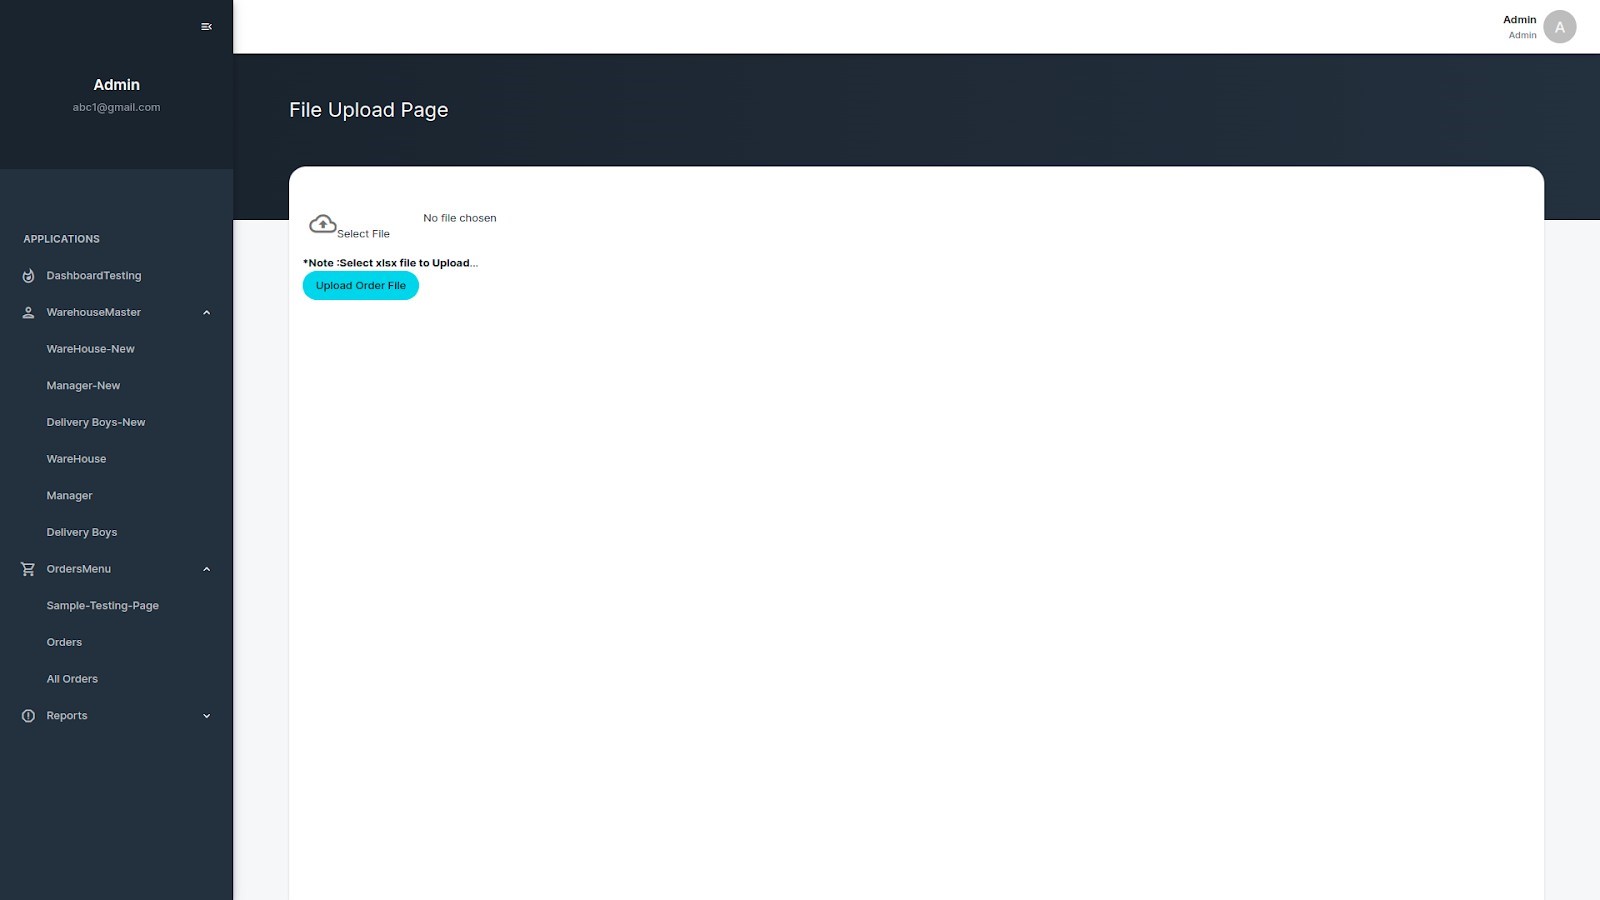 Admin
abc1@gmail.com
APPLICATIONS
DashboardTesting
WarehouseMaster
WareHouse-New
Manager-New
Delivery Boys-New
WareHouse
Manager
Delivery Boys
OrdersMenu
Sample-Testing-Page
Orders
All Orders
Reports
Admin
Admin
A
File Upload Page
Select File
No file chosen
*Note :Select xlsx file to Upload...
Upload Order File